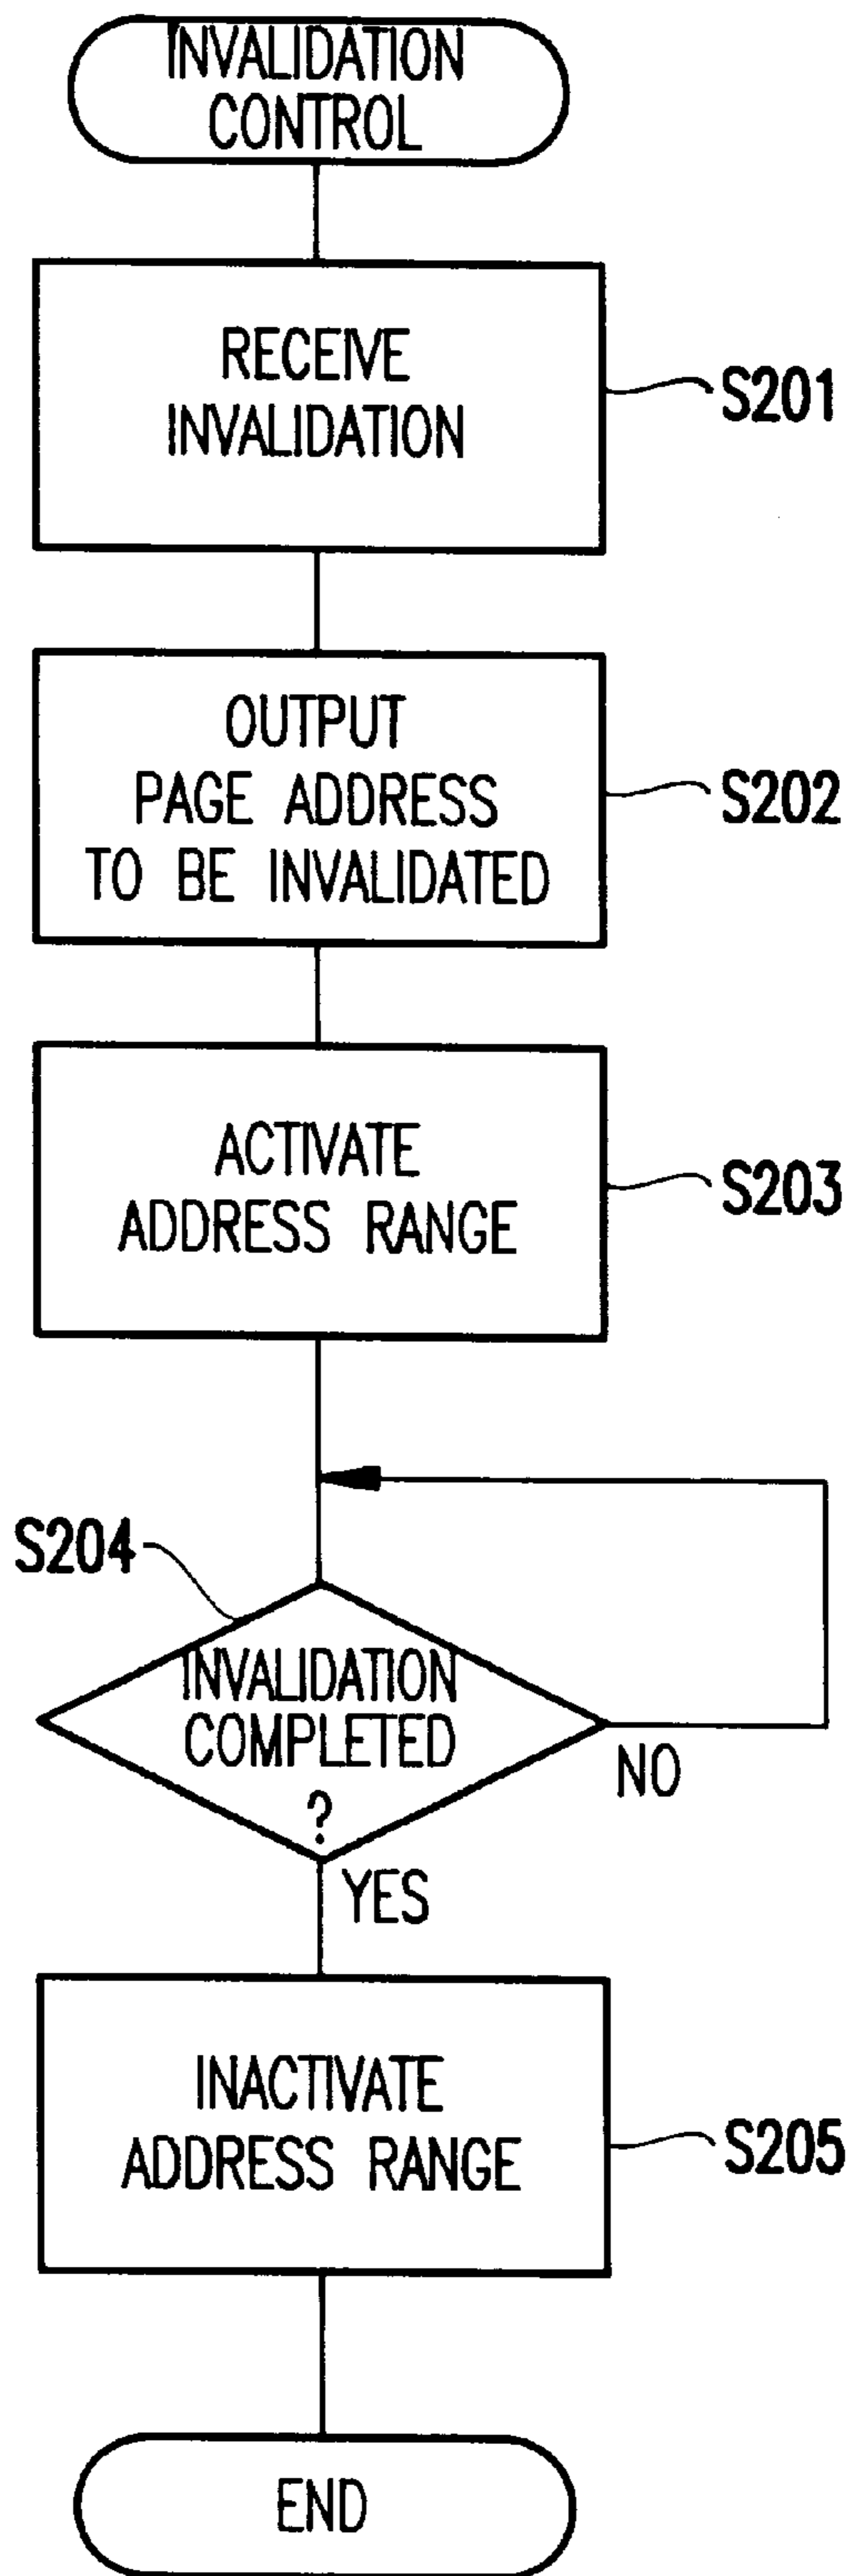 INVALIDATION
CONTROL
RECEIVE
INVALIDATION
S201
OUTPUT
PAGE ADDRESS
TO BE INVALIDATED
S202
ACTIVATE
ADDRESS RANGE
S203
S204
INVALIDATION
COMPLETED
?
NO
YES
INACTIVATE
ADDRESS RANGE
S205
END